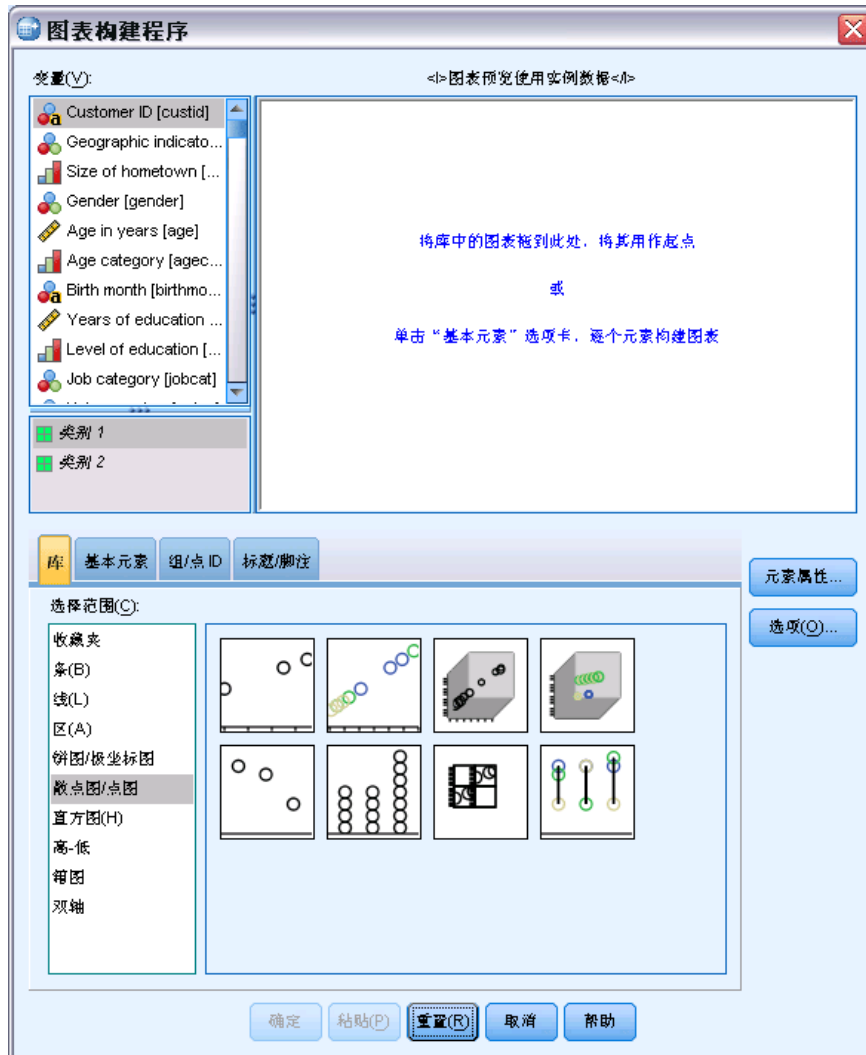 图表构建程序
变量(V):
<I>图表预览使用实例数据</I>
Customer ID [custid]
Geographic indicato...
Size of hometown [...
Gender [gender]
Age in years [age]
Age category [agec...
Birth month [birthmo...
Years of education ...
Level of education [...
Job category [jobcat]
将库中的图表拖到此处，将其用作起点
或
单击“基本元素”选项卡，逐个元素构建图表
类别 1
类别 2
库
基本元素
组/点 ID
标题/脚注
元素属性...
选项(O)...
选择范围(C):
收藏夹
条(B)
线(L)
区(A)
饼图/极坐标图
散点图/点图
直方图(H)
高-低
箱图
双轴
确定
粘贴(P)
重置(R)
取消
帮助